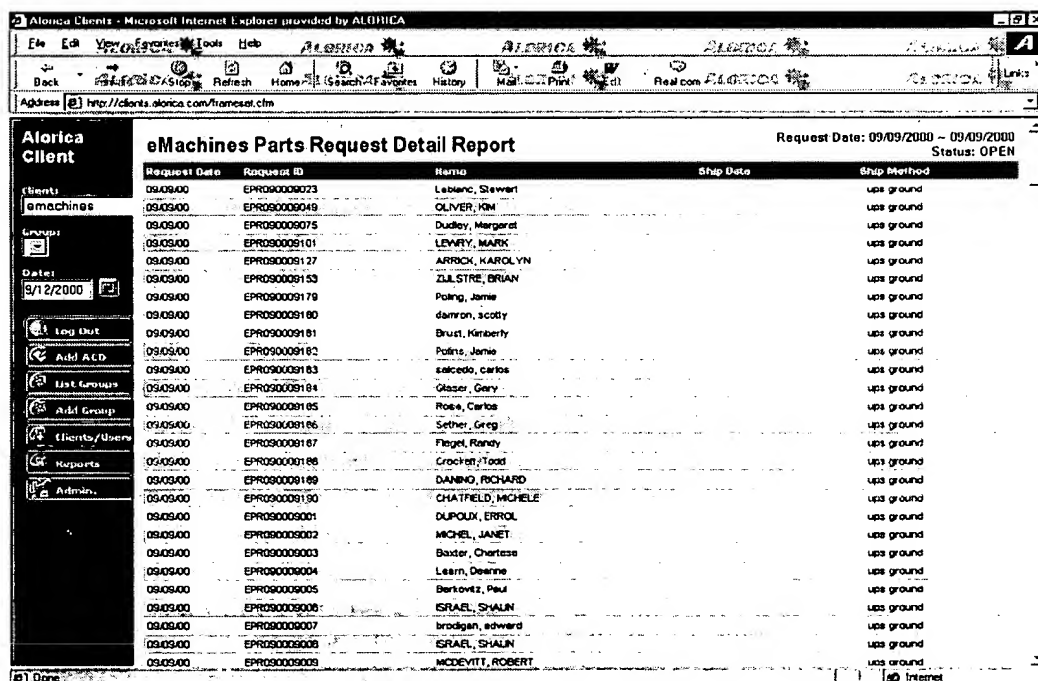 Alorica Clients - Microsoft Internet Explorer provided by ALORICA
File Edit View Favorites Tools Help
Back Stop Refresh Home Search Favorites History Mail Print Edit Real.com Links
Address http://clients.alorica.com/frameset.cfm
Alorica Client
Client:
emachines
Group:
Date:
9/12/2000
Log Out
Add ACD
List Groups
Add Group
Clients/Users
Reports
Admin.
eMachines Parts Request Detail Report
Request Date: 09/09/2000 ~ 09/09/2000
Status: OPEN
Request Date Request ID Name Ship Date Ship Method
09/09/00 EPR090009023 Leblanc, Stewart ups ground
09/09/00 EPR090009049 OLIVER, KIM ups ground
09/09/00 EPR090009075 Dudley, Margaret ups ground
09/09/00 EPR090009101 LEWRY, MARK ups ground
09/09/00 EPR090009127 ARRICK, KAROLYN ups ground
09/09/00 EPR090009153 ZIJLSTRE, BRIAN ups ground
09/09/00 EPR090009179 Poling, Jamie ups ground
09/09/00 EPR090009180 damron, scotty ups ground
09/09/00 EPR090009181 Brust, Kimberly ups ground
09/09/00 EPR090009182 Polins, Jamie ups ground
09/09/00 EPR090009183 salcedo, carlos ups ground
09/09/00 EPR090009184 Glaser, Gary ups ground
09/09/00 EPR090009185 Rosa, Carlos ups ground
09/09/00 EPR090009186 Sether, Greg ups ground
09/09/00 EPR090009187 Flegel, Randy ups ground
09/09/00 EPR090009188 Crockett, Todd ups ground
09/09/00 EPR090009189 DANINO, RICHARD ups ground
09/09/00 EPR090009190 CHATFIELD, MICHELE ups ground
09/09/00 EPR090009001 DUPOUX, ERROL ups ground
09/09/00 EPR090009002 MICHEL, JANET ups ground
09/09/00 EPR090009003 Baxter, Chartese ups ground
09/09/00 EPR090009004 Learn, Deanne ups ground
09/09/00 EPR090009005 Berkovitz, Paul ups ground
09/09/00 EPR090009006 ISRAEL, SHAUN ups ground
09/09/00 EPR090009007 brodigan, edward ups ground
09/09/00 EPR090009008 ISRAEL, SHAUN ups ground
09/09/00 EPR090009009 MCDEVITT, ROBERT ups ground
Done Internet